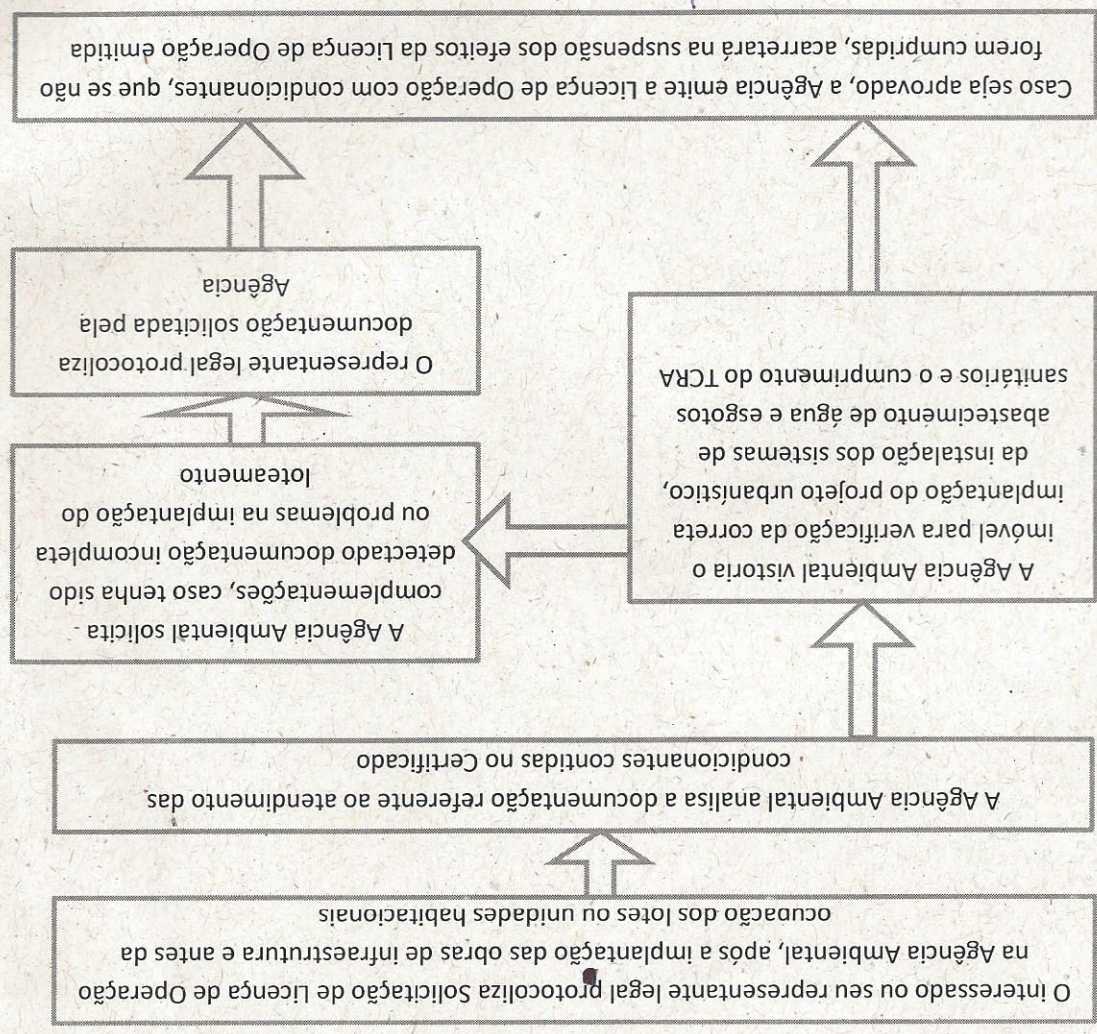 O interessado ou seu representante legal protocoliza Solicitação de Licença de Operação
na Agência Ambiental, após a implantação das obras de infraestrutura e antes da
ocupação dos lotes ou unidades habitacionais
A Agência Ambiental analisa a documentação referente ao atendimento das
condicionantes contidas no Certificado
A Agência Ambiental vistoria o
imóvel para verificação da correta
implantação do projeto urbanístico,
da instalação dos sistemas de
abastecimento de água e esgotos
sanitários e o cumprimento do TCRA
A Agência Ambiental solicita
complementações, caso tenha sido
detectado documentação incompleta
ou problemas na implantação do
loteamento
O representante legal protocoliza
documentação solicitada pela
Agência
Caso seja aprovado, a Agência emite a Licença de Operação com condicionantes, que se não
forem cumpridas, acarretará na suspensão dos efeitos da Licença de Operação emitida